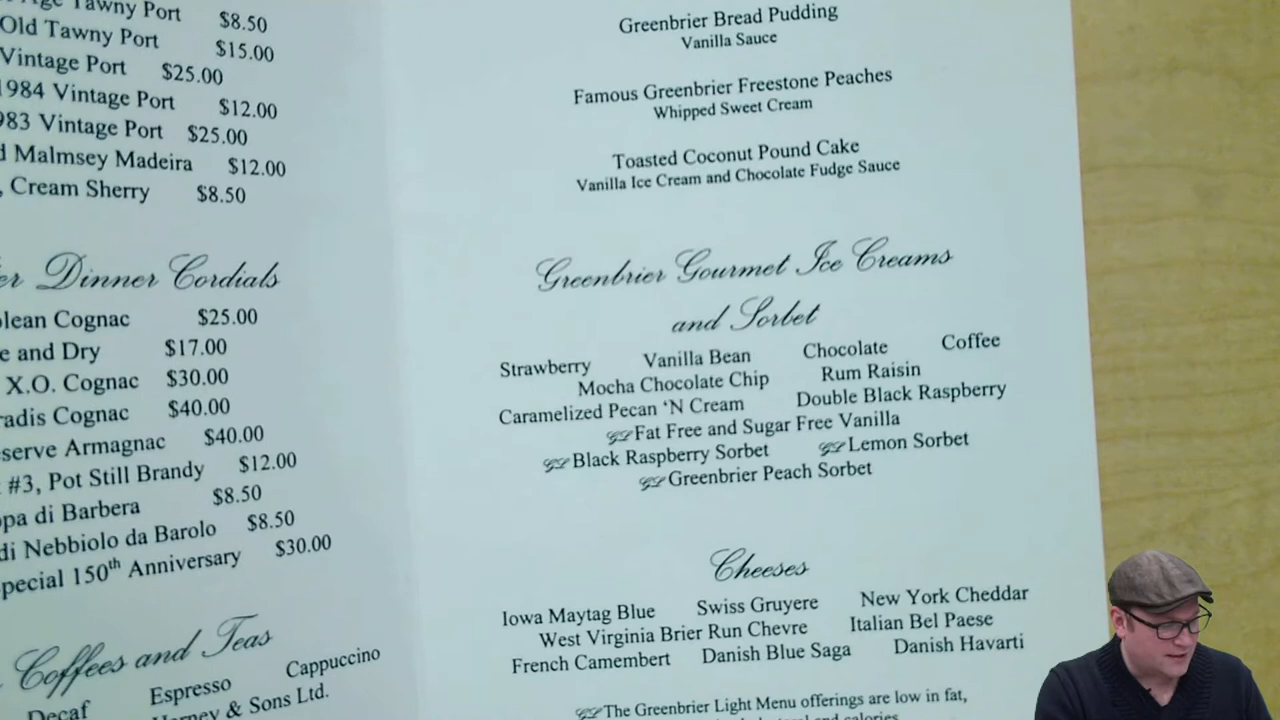 Tawny Port $8.50
Old Tawny Port $15.00
Vintage Port $25.00
1984 Vintage Port $12.00
983 Vintage Port $25.00
Malmsey Madeira $12.00
, Cream Sherry $8.50
Dinner Cordials
Cognac $25.00
e and Dry $17.00
X.O. Cognac $30.00
Cognac $40.00
Armagnac $40.00
#3, Pot Still Brandy $12.00
di Barbera $8.50
di Nebbiolo da Barolo $8.50
pecial 150th Anniversary $30.00
Coffees and Teas
Decaf Espresso Cappuccino
& Sons Ltd.
Greenbrier Bread Pudding
Vanilla Sauce
Famous Greenbrier Freestone Peaches
Whipped Sweet Cream
Toasted Coconut Pound Cake
Vanilla Ice Cream and Chocolate Fudge Sauce
Greenbrier Gourmet Ice Creams
and Sorbet
Strawberry Vanilla Bean Chocolate Coffee
Mocha Chocolate Chip Rum Raisin
Caramelized Pecan ‘N Cream Double Black Raspberry
GL Fat Free and Sugar Free Vanilla
GL Black Raspberry Sorbet GL Lemon Sorbet
GL Greenbrier Peach Sorbet
Cheeses
Iowa Maytag Blue Swiss Gruyere New York Cheddar
West Virginia Brier Run Chevre Italian Bel Paese
French Camembert Danish Blue Saga Danish Havarti
GL The Greenbrier Light Menu offerings are low in fat,
and calories